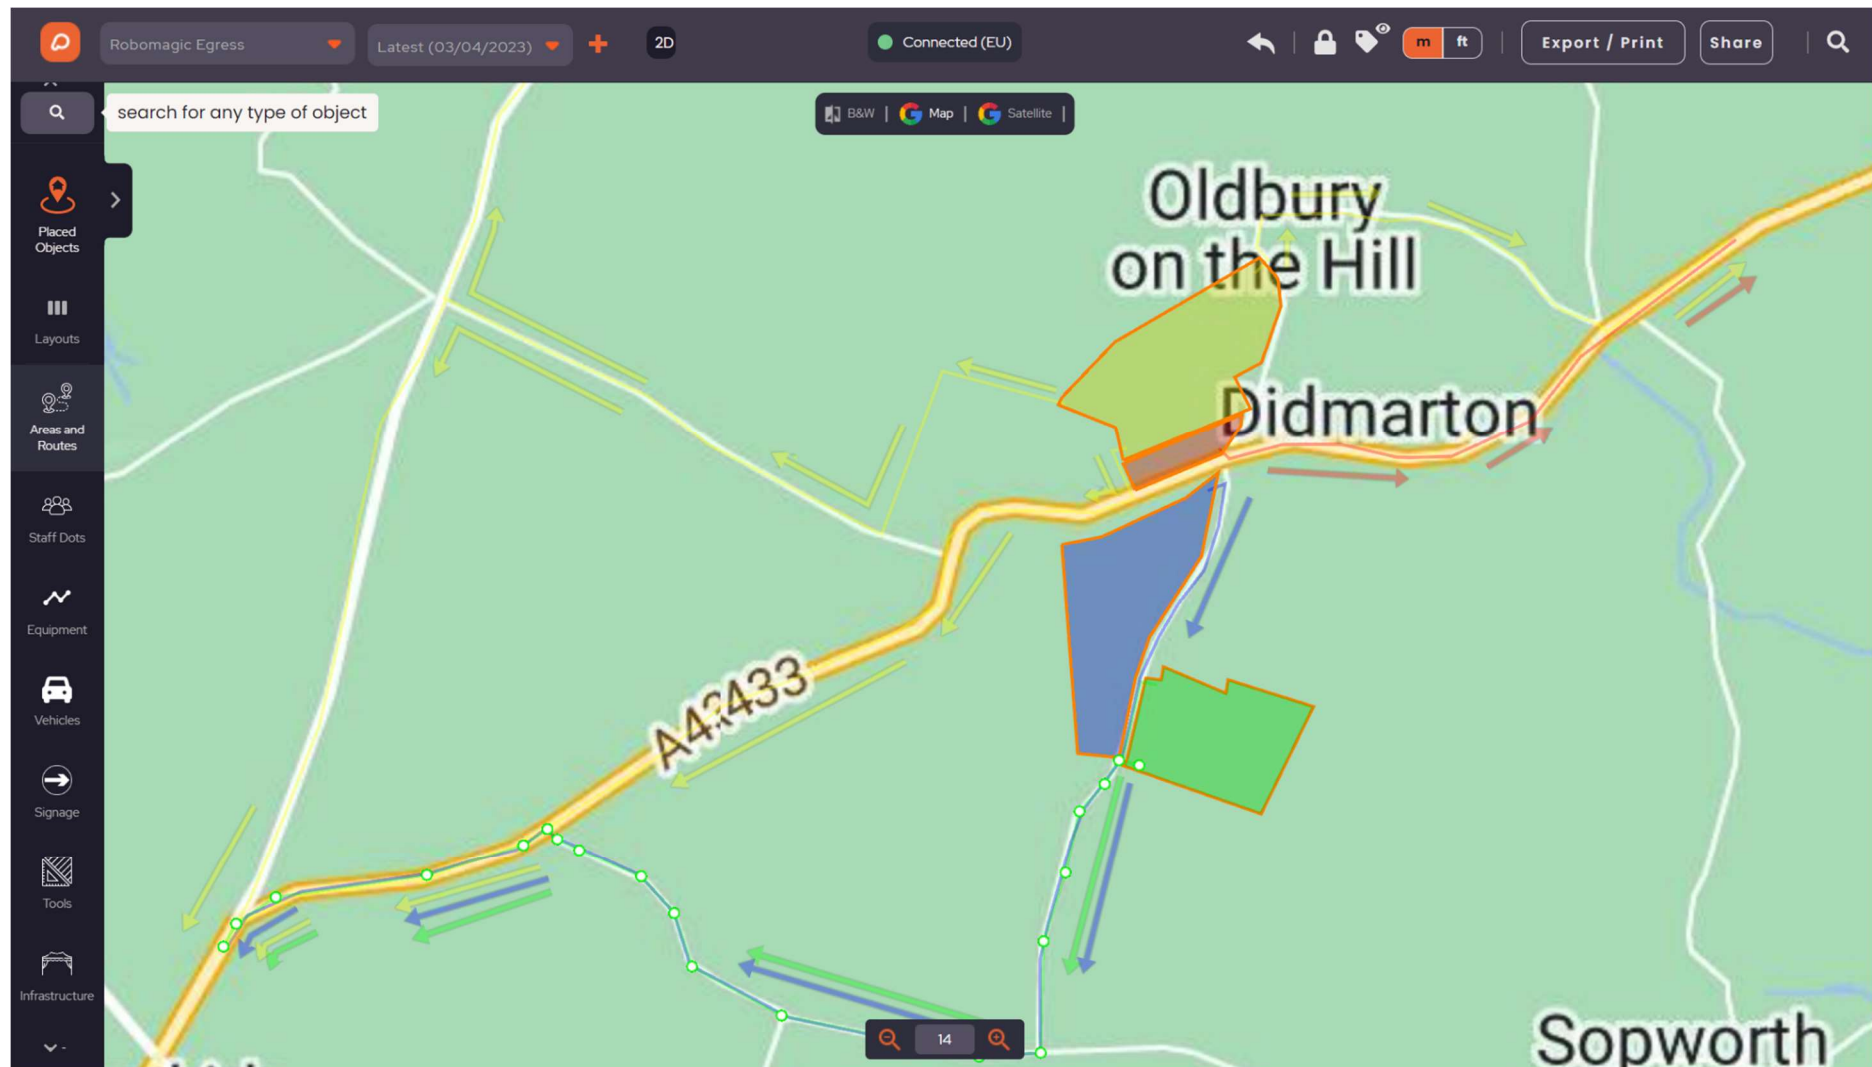 Robomagic Egress
Latest (03/04/2023)
2D
Connected (EU)
m
ft
Export / Print
Share
search for any type of object
B&W | Map | Satellite |
Placed
Objects
Layouts
Areas and
Routes
Staff Dots
Equipment
Vehicles
Signage
Tools
Infrastructure
Oldbury
on the Hill
Didmarton
433
Sopworth
14